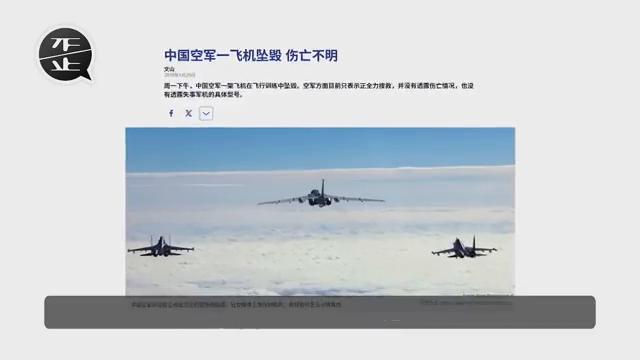 不止
中国空军一飞机坠毁 伤亡不明
文山
周一下午，中国空军一架飞机在飞行训练中坠毁。空军方面目前只表示正全力搜救，并没有透露伤亡情况，也没
有透露失事军机的具体型号。